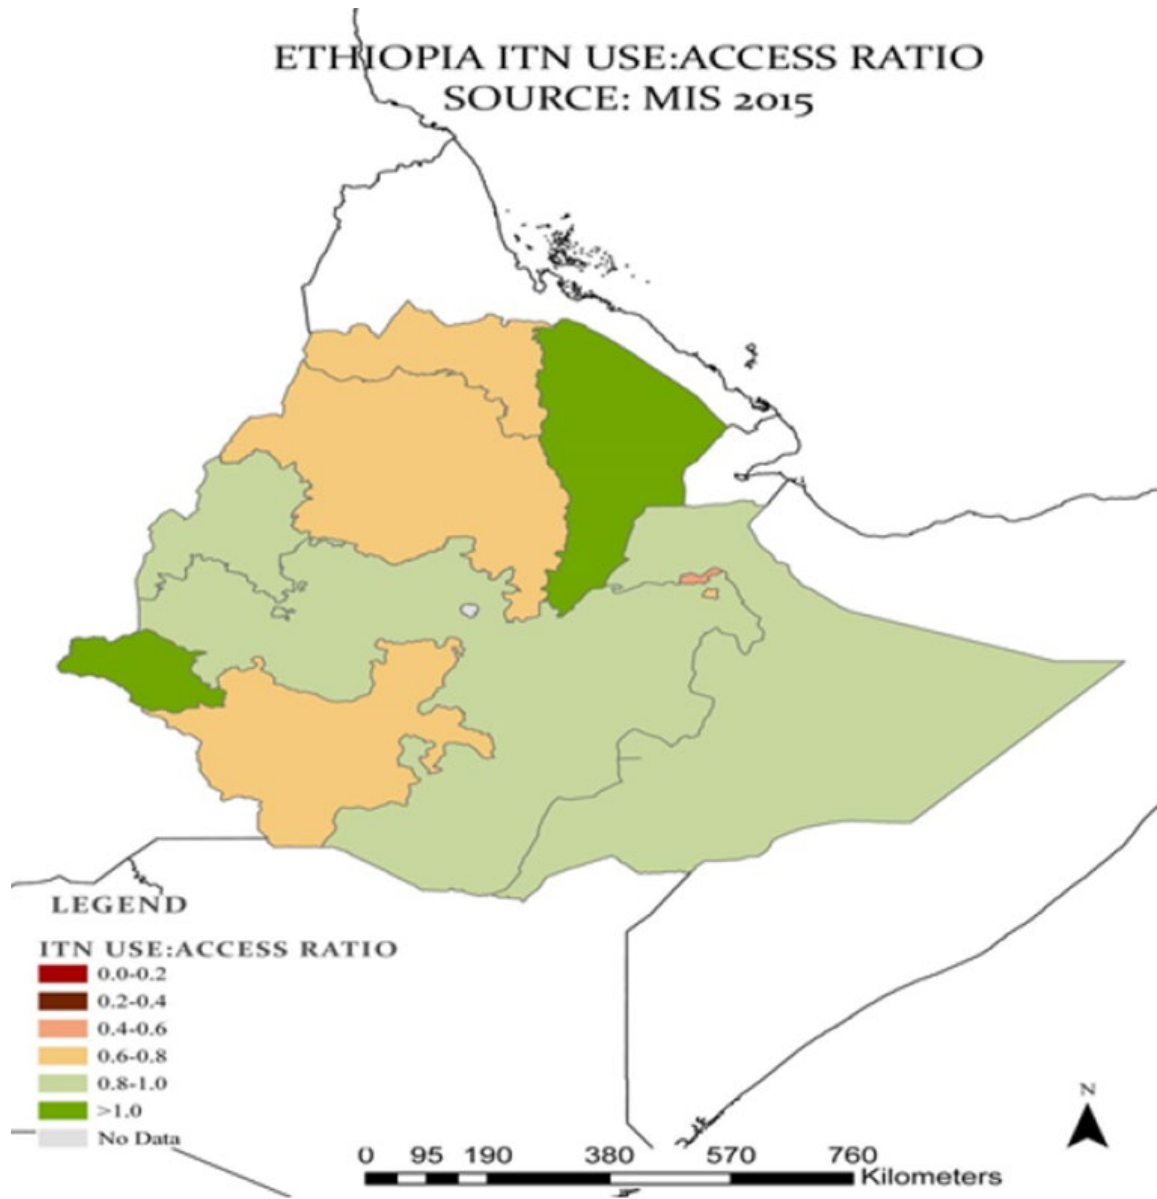 ETHIOPIA ITN USE:ACCESS RATIO
SOURCE: MIS 2015
LEGEND
ITN USE:ACCESS RATIO
0.0-0.2
0.2-0.4
0.4-0.6
0.6-0.8
0.8-1.0
>1.0
No Data
N
0 95 190 380 570 760
Kilometers